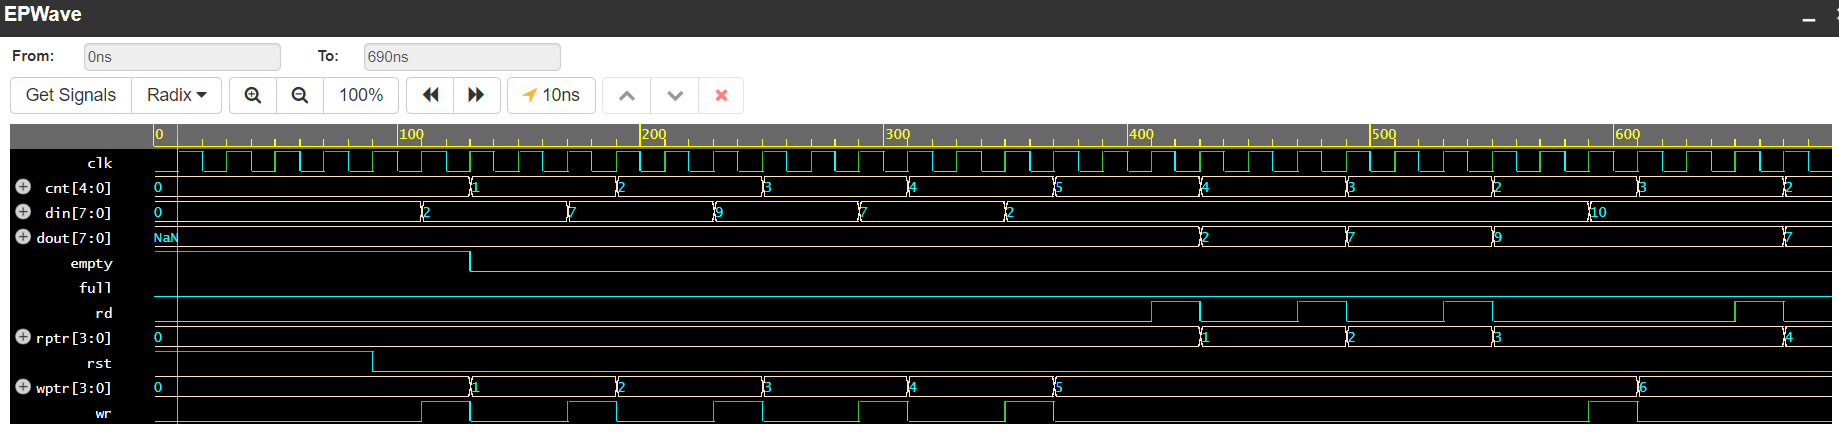 EPWave
From: 0ns To: 690ns
Get Signals Radix 100% 10ns
0 100 200 300 400 500 600
clk
cnt[4:0] 0 1 2 3 4 5 4 3 2 3 2
din[7:0] 0 2 7 9 7 2 10
dout[7:0] NaN 2 7 9 7
empty
full
rd
rptr[3:0] 0 1 2 3 4
rst
wptr[3:0] 0 1 2 3 4 5 6
wr